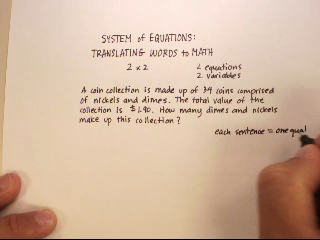 SYSTEM of EQUATIONS:
TRANSLATING WORDS to MATH
2 x 2
2 equations
2 variables
A coin collection is made up of 34 coins comprised
of nickels and dimes. The total value of the
collection is $1.90. How many dimes and nickels
make up this collection?
each sentence = one equal